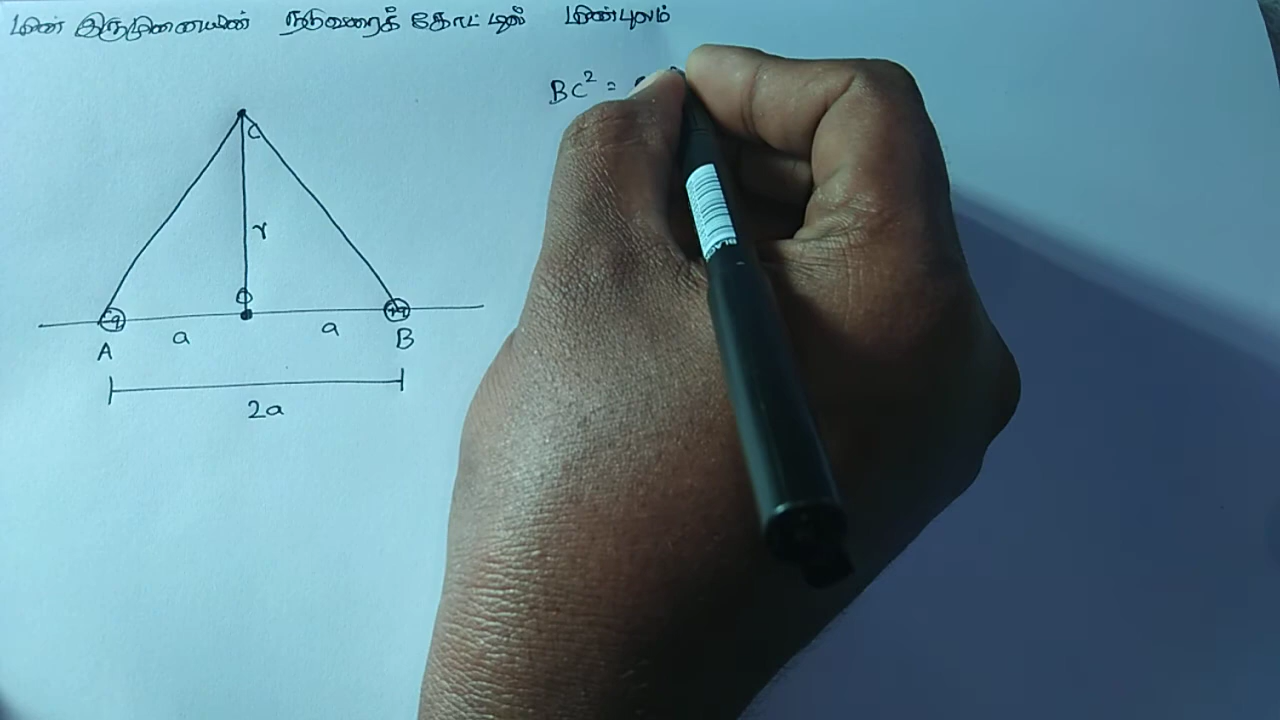 மின் இருமுனையின் நடுவரைக் கோட்டில் மின்புலம்
BC² =
C
r
O
-q
+q
a
a
A
B
2a